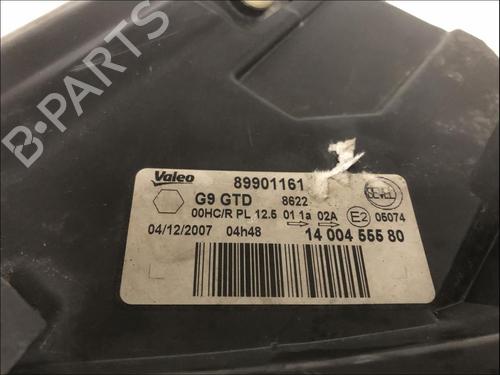 B-PARTS
Valeo 89901161
G9 GTD 8622 SEVEL
00HC/R PL 12.5 01 1a 02A E2 05074
04/12/2007 04h48 14 004 555 80